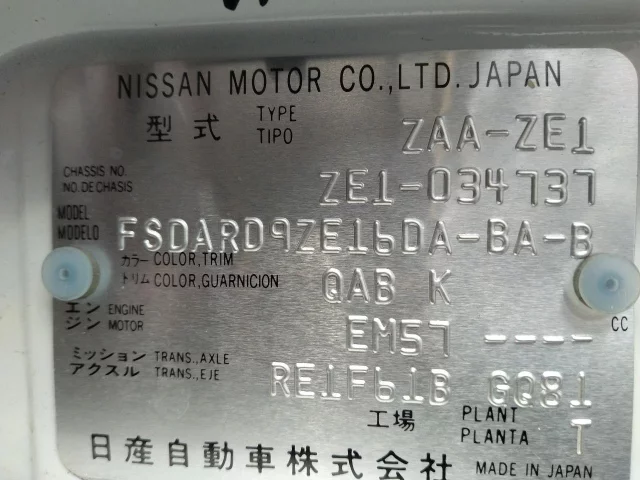 NISSAN MOTOR CO.,LTD. JAPAN
型式 TYPE TIPO ZAA-ZE1
CHASSIS NO.
NO. DE CHASIS ZE1-034737
MODEL
MODELO FSDARD9ZE16DA-BA-B
カラー COLOR, TRIM
トリム COLOR, GUARNICION QAB K
エンジン ENGINE MOTOR EM57 ---- CC
ミッション TRANS., AXLE
アクスル TRANS., EJE RE1F61B GQ81
工場 PLANT PLANTA T
日産自動車株式会社 MADE IN JAPAN